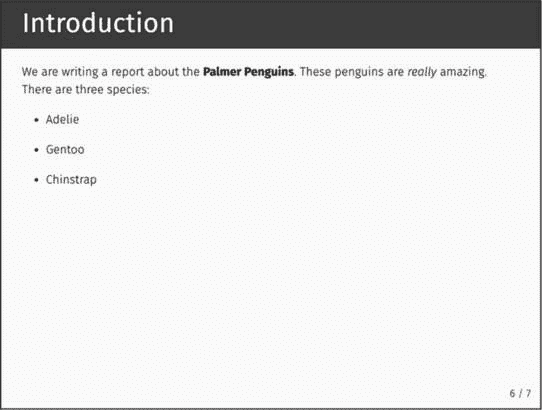 Introduction
We are writing a report about the Palmer Penguins. These penguins are really amazing.
There are three species:
• Adelie
• Gentoo
• Chinstrap
6 / 7